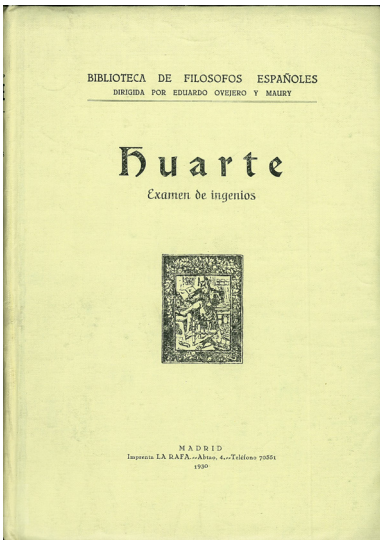 BIBLIOTECA DE FILOSOFOS ESPAÑOLES
DIRIGIDA POR EDUARDO OVEJERO Y MAURY
Huarte
Examen de ingenios
MADRID
Imprenta LA RAFA.--Abtao, 4.--Teléfono 70551
1930